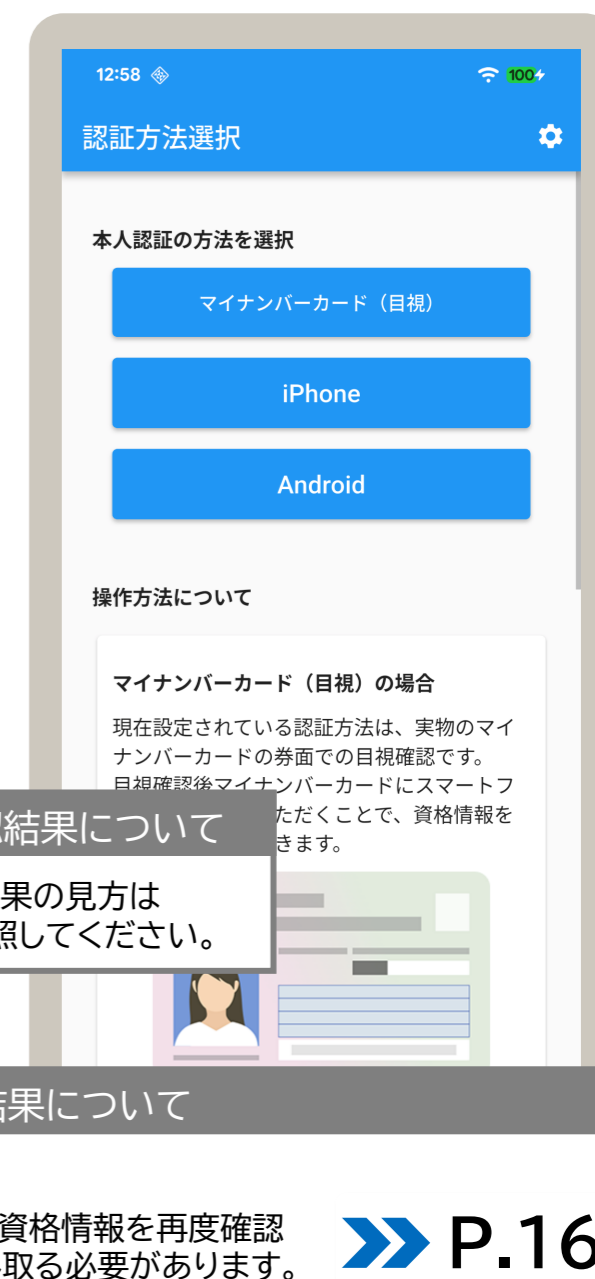 12:58
100
認証方法選択
本人認証の方法を選択
マイナンバーカード（目視）
iPhone
Android
操作方法について
マイナンバーカード（目視）の場合
現在設定されている認証方法は、実物のマイ
ナンバーカードの券面での目視確認です。
目視確認後マイナンバーカードにスマートフ
ただくことで、資格情報を
きます。
結果について
果の見方は
照してください。
結果について
資格情報を再度確認
取る必要があります。
P.16